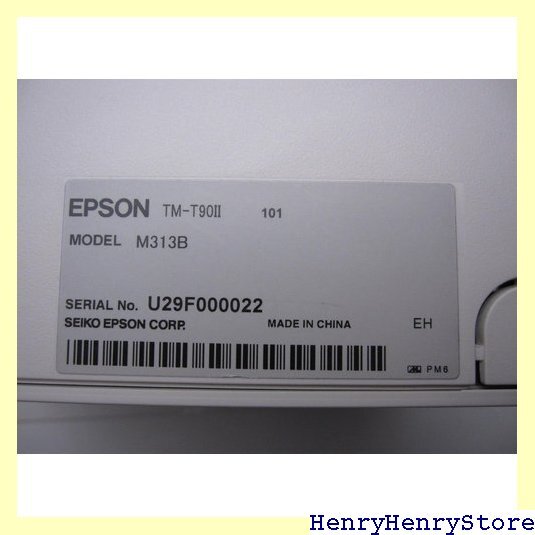 EPSON TM-T90II 101
MODEL M313B
SERIAL No. U29F000022
SEIKO EPSON CORP. MADE IN CHINA EH
PM6
HenryHenryStore